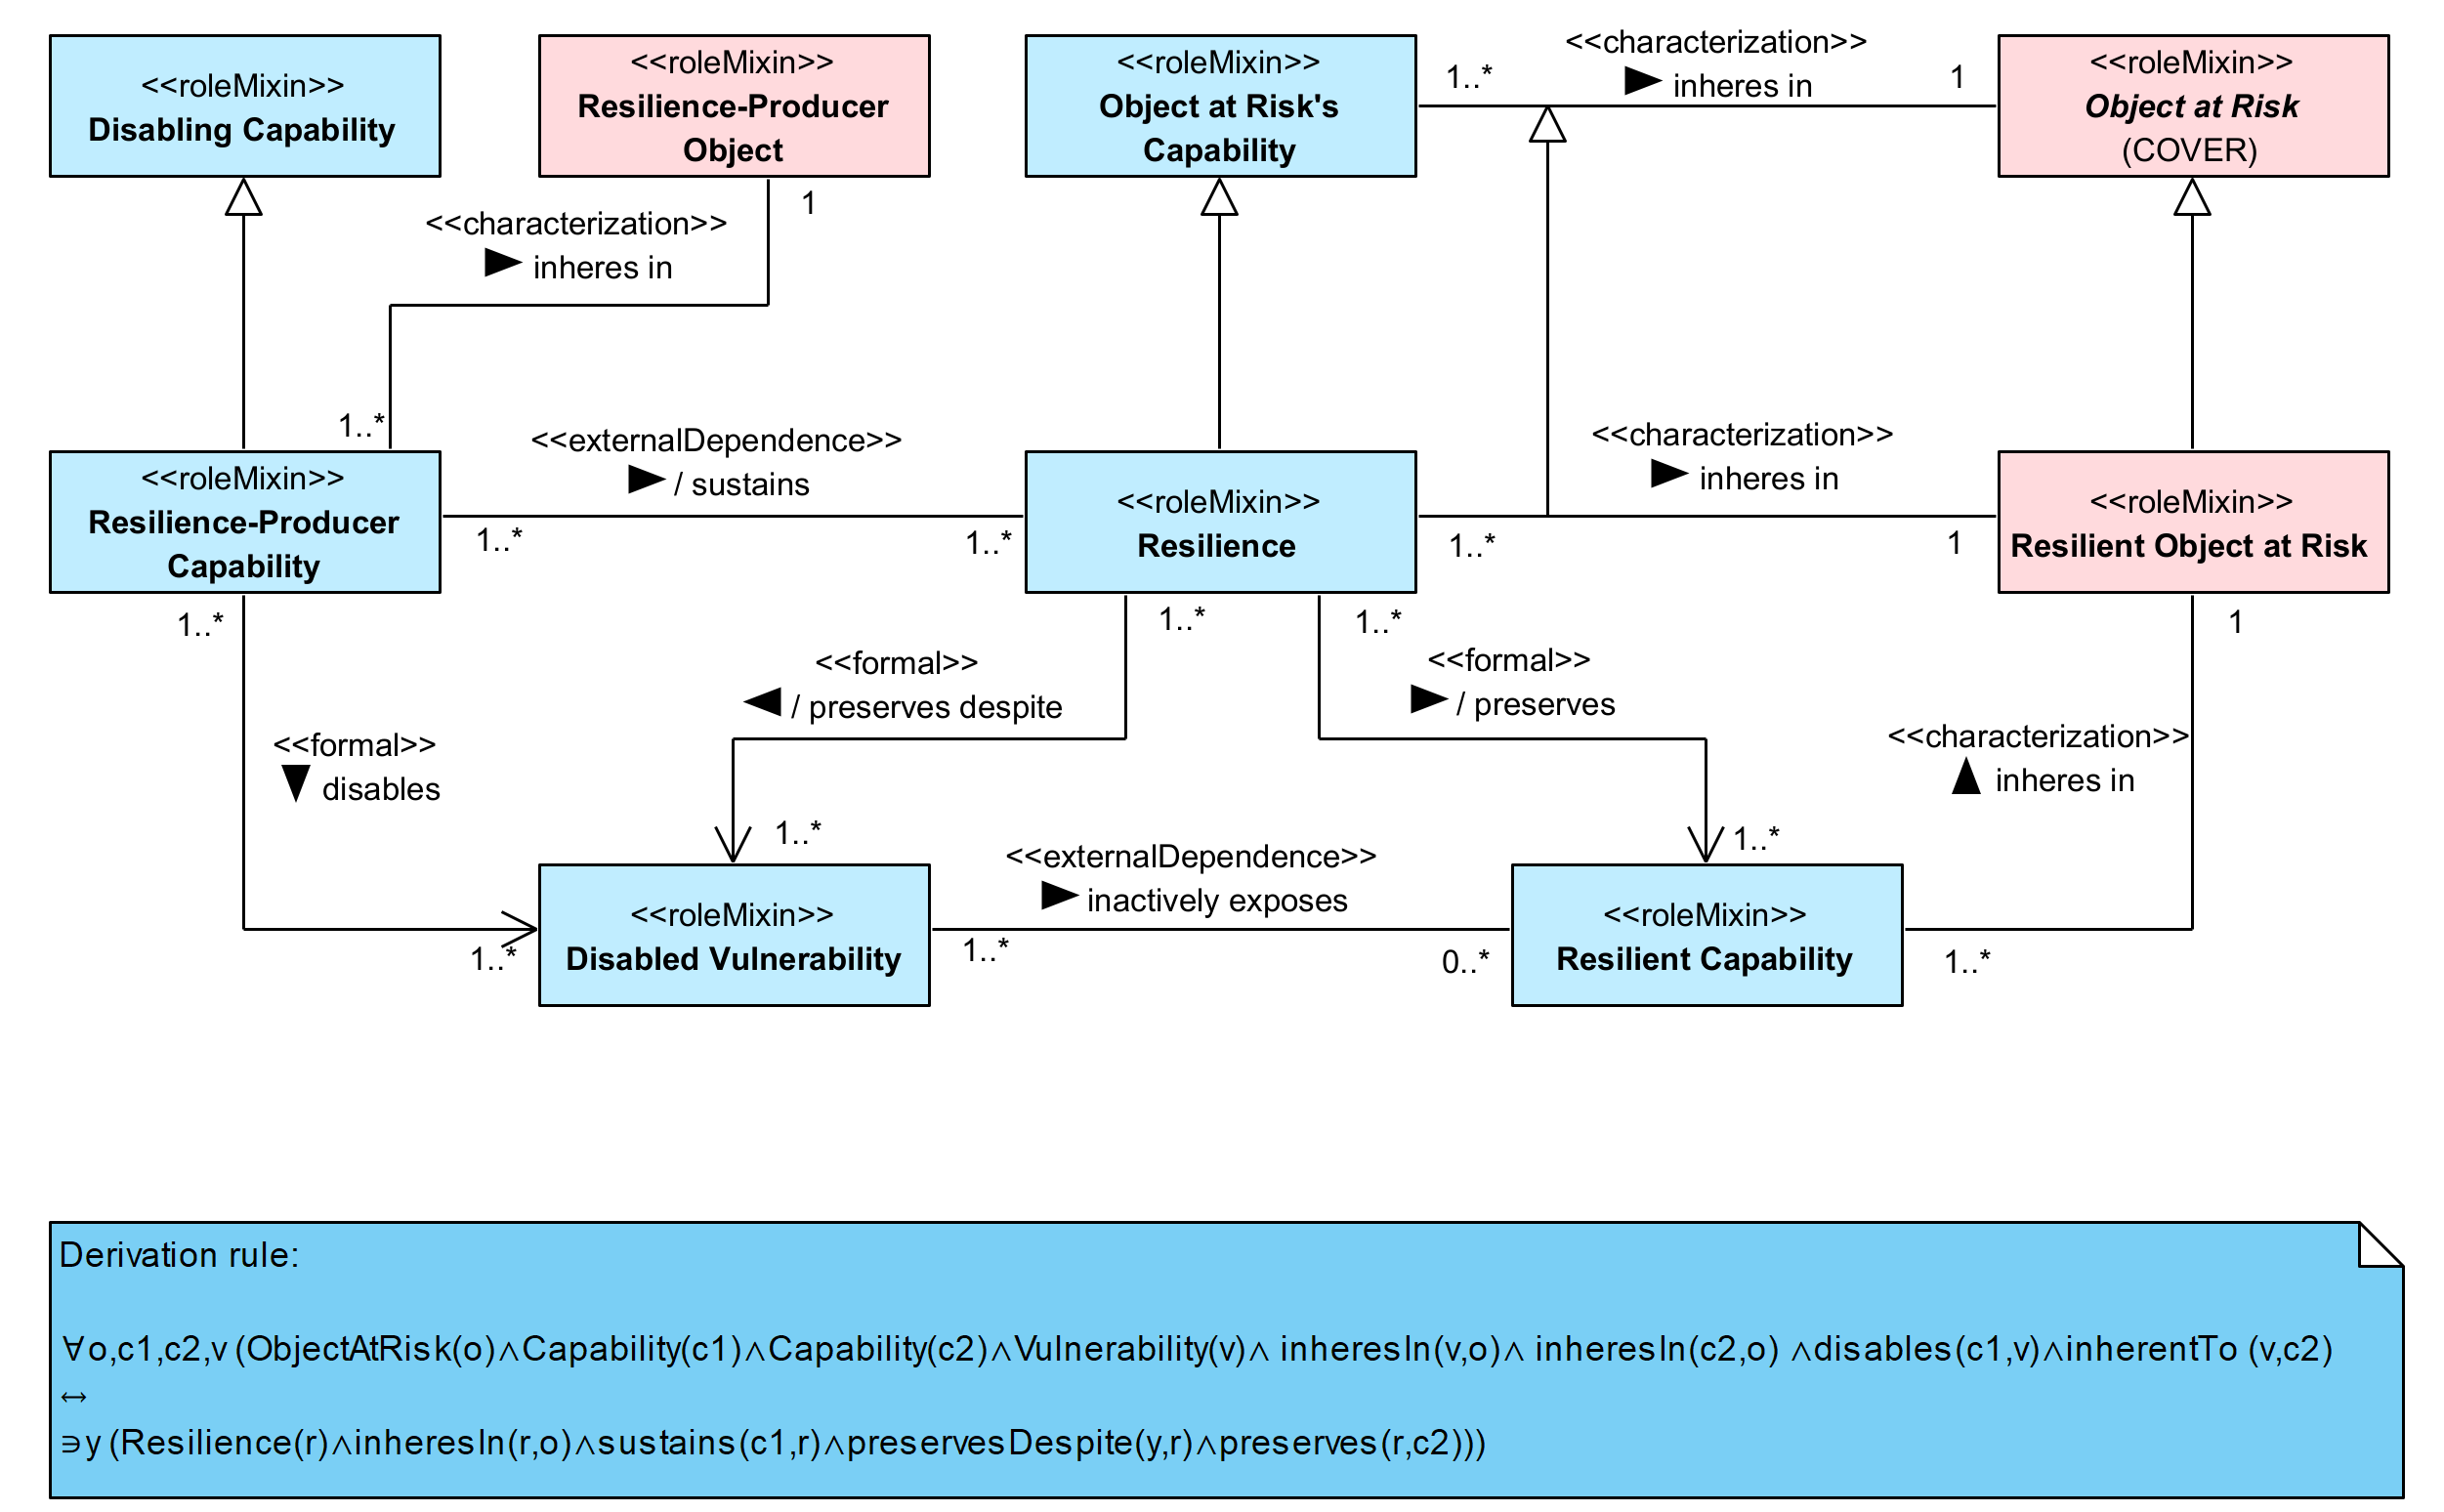 <<roleMixin>>
Disabling Capability
<<roleMixin>>
Resilience-Producer
Object
<<roleMixin>>
Object at Risk's
Capability
<<characterization>>
inheres in
1..*
1
<<roleMixin>>
Object at Risk
(COVER)
1
<<characterization>>
inheres in
1..*
<<roleMixin>>
Resilience-Producer
Capability
<<externalDependence>>
/ sustains
1..*
1..*
<<roleMixin>>
Resilience
<<characterization>>
inheres in
1..*
1
<<roleMixin>>
Resilient Object at Risk
1..*
1..*
1..*
1
<<formal>>
/ preserves despite
<<formal>>
/ preserves
<<formal>>
disables
<<characterization>>
inheres in
1..*
1..*
1..*
<<roleMixin>>
Disabled Vulnerability
<<externalDependence>>
inactively exposes
1..*
0..*
<<roleMixin>>
Resilient Capability
1..*
Derivation rule:
∀o,c1,c2,v (ObjectAtRisk(o)∧Capability(c1)∧Capability(c2)∧Vulnerability(v)∧ inheresIn(v,o)∧ inheresIn(c2,o) ∧disables(c1,v)∧inherentTo (v,c2)
↔
∋y (Resilience(r)∧inheresIn(r,o)∧sustains(c1,r)∧preservesDespite(y,r)∧preserves(r,c2)))